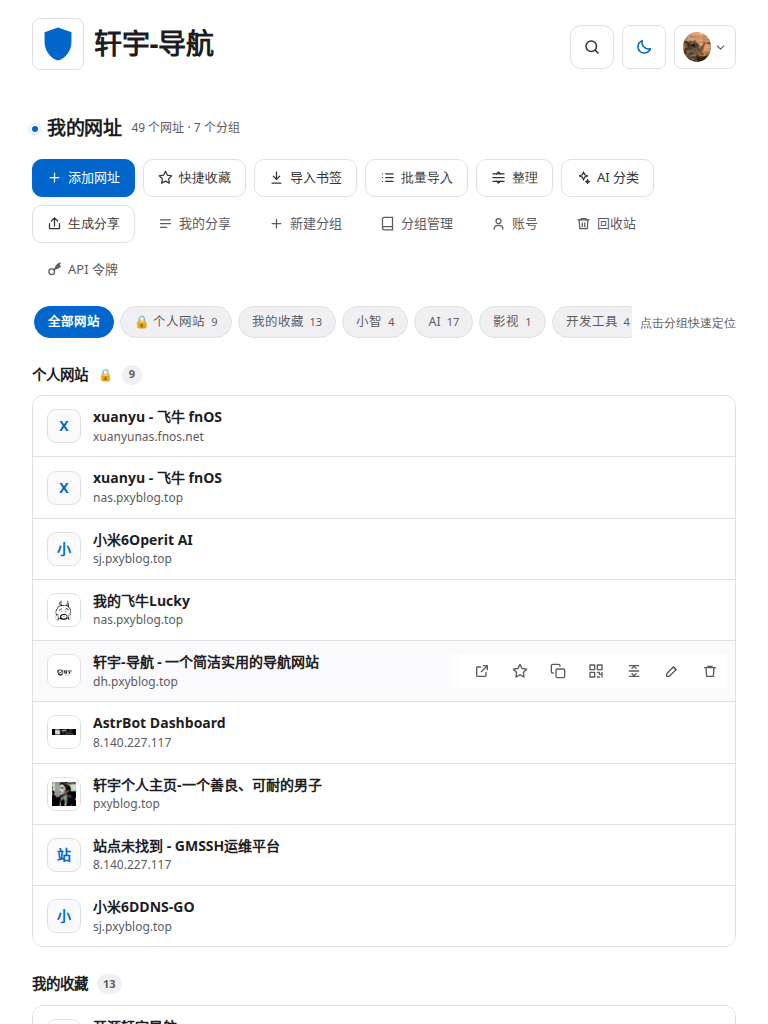 轩宇-导航
我的网址 49 个网址 · 7 个分组
添加网址 快捷收藏 导入书签 批量导入 整理 AI 分类
生成分享 我的分享 新建分组 分组管理 账号 回收站
API 令牌
全部网站 个人网站 9 我的收藏 13 小智 4 AI 17 影视 1 开发工具 4 点击分组快速定位
个人网站 9
X xuanyu - 飞牛 fnOS
xuanyunas.fnos.net
X xuanyu - 飞牛 fnOS
nas.pxyblog.top
小 小米6Operit AI
sj.pxyblog.top
我的飞牛Lucky
nas.pxyblog.top
轩宇-导航 - 一个简洁实用的导航网站
dh.pxyblog.top
AstrBot Dashboard
8.140.227.117
轩宇个人主页-一个善良、可耐的男子
pxyblog.top
站 站点未找到 - GMSSH运维平台
8.140.227.117
小 小米6DDNS-GO
sj.pxyblog.top
我的收藏 13